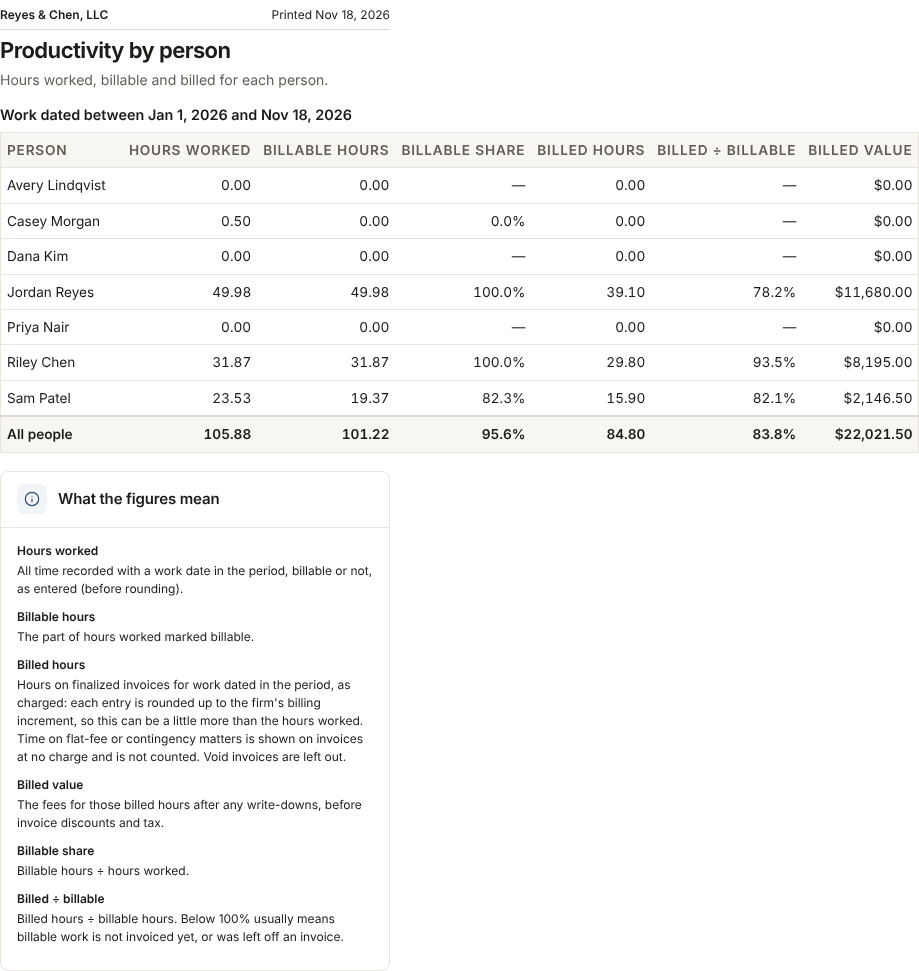 Reyes & Chen, LLC Printed Nov 18, 2026
Productivity by person
Hours worked, billable and billed for each person.
Work dated between Jan 1, 2026 and Nov 18, 2026
PERSON HOURS WORKED BILLABLE HOURS BILLABLE SHARE BILLED HOURS BILLED ÷ BILLABLE BILLED VALUE
Avery Lindqvist 0.00 0.00 — 0.00 — $0.00
Casey Morgan 0.50 0.00 0.0% 0.00 — $0.00
Dana Kim 0.00 0.00 — 0.00 — $0.00
Jordan Reyes 49.98 49.98 100.0% 39.10 78.2% $11,680.00
Priya Nair 0.00 0.00 — 0.00 — $0.00
Riley Chen 31.87 31.87 100.0% 29.80 93.5% $8,195.00
Sam Patel 23.53 19.37 82.3% 15.90 82.1% $2,146.50
All people 105.88 101.22 95.6% 84.80 83.8% $22,021.50
What the figures mean
Hours worked
All time recorded with a work date in the period, billable or not,
as entered (before rounding).
Billable hours
The part of hours worked marked billable.
Billed hours
Hours on finalized invoices for work dated in the period, as
charged: each entry is rounded up to the firm's billing
increment, so this can be a little more than the hours worked.
Time on flat-fee or contingency matters is shown on invoices
at no charge and is not counted. Void invoices are left out.
Billed value
The fees for those billed hours after any write-downs, before
invoice discounts and tax.
Billable share
Billable hours ÷ hours worked.
Billed ÷ billable
Billed hours ÷ billable hours. Below 100% usually means
billable work is not invoiced yet, or was left off an invoice.